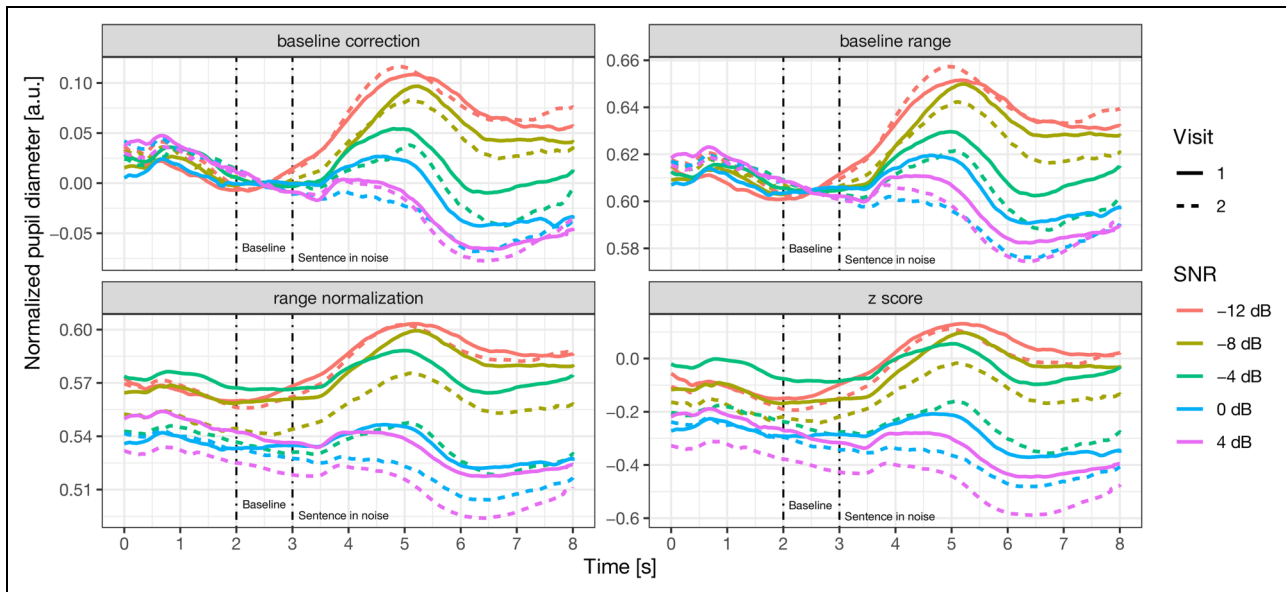 baseline correction
baseline range
Normalized pupil diameter [a.u.]
0.10
0.05
0.00
−0.05
Baseline
Sentence in noise
0.66
0.64
0.62
0.60
0.58
Baseline
Sentence in noise
range normalization
z score
0.60
0.57
0.54
0.51
Baseline
Sentence in noise
0.0
−0.2
−0.4
−0.6
Baseline
Sentence in noise
0 1 2 3 4 5 6 7 8
0 1 2 3 4 5 6 7 8
Time [s]
Visit
1
2
SNR
−12 dB
−8 dB
−4 dB
0 dB
4 dB